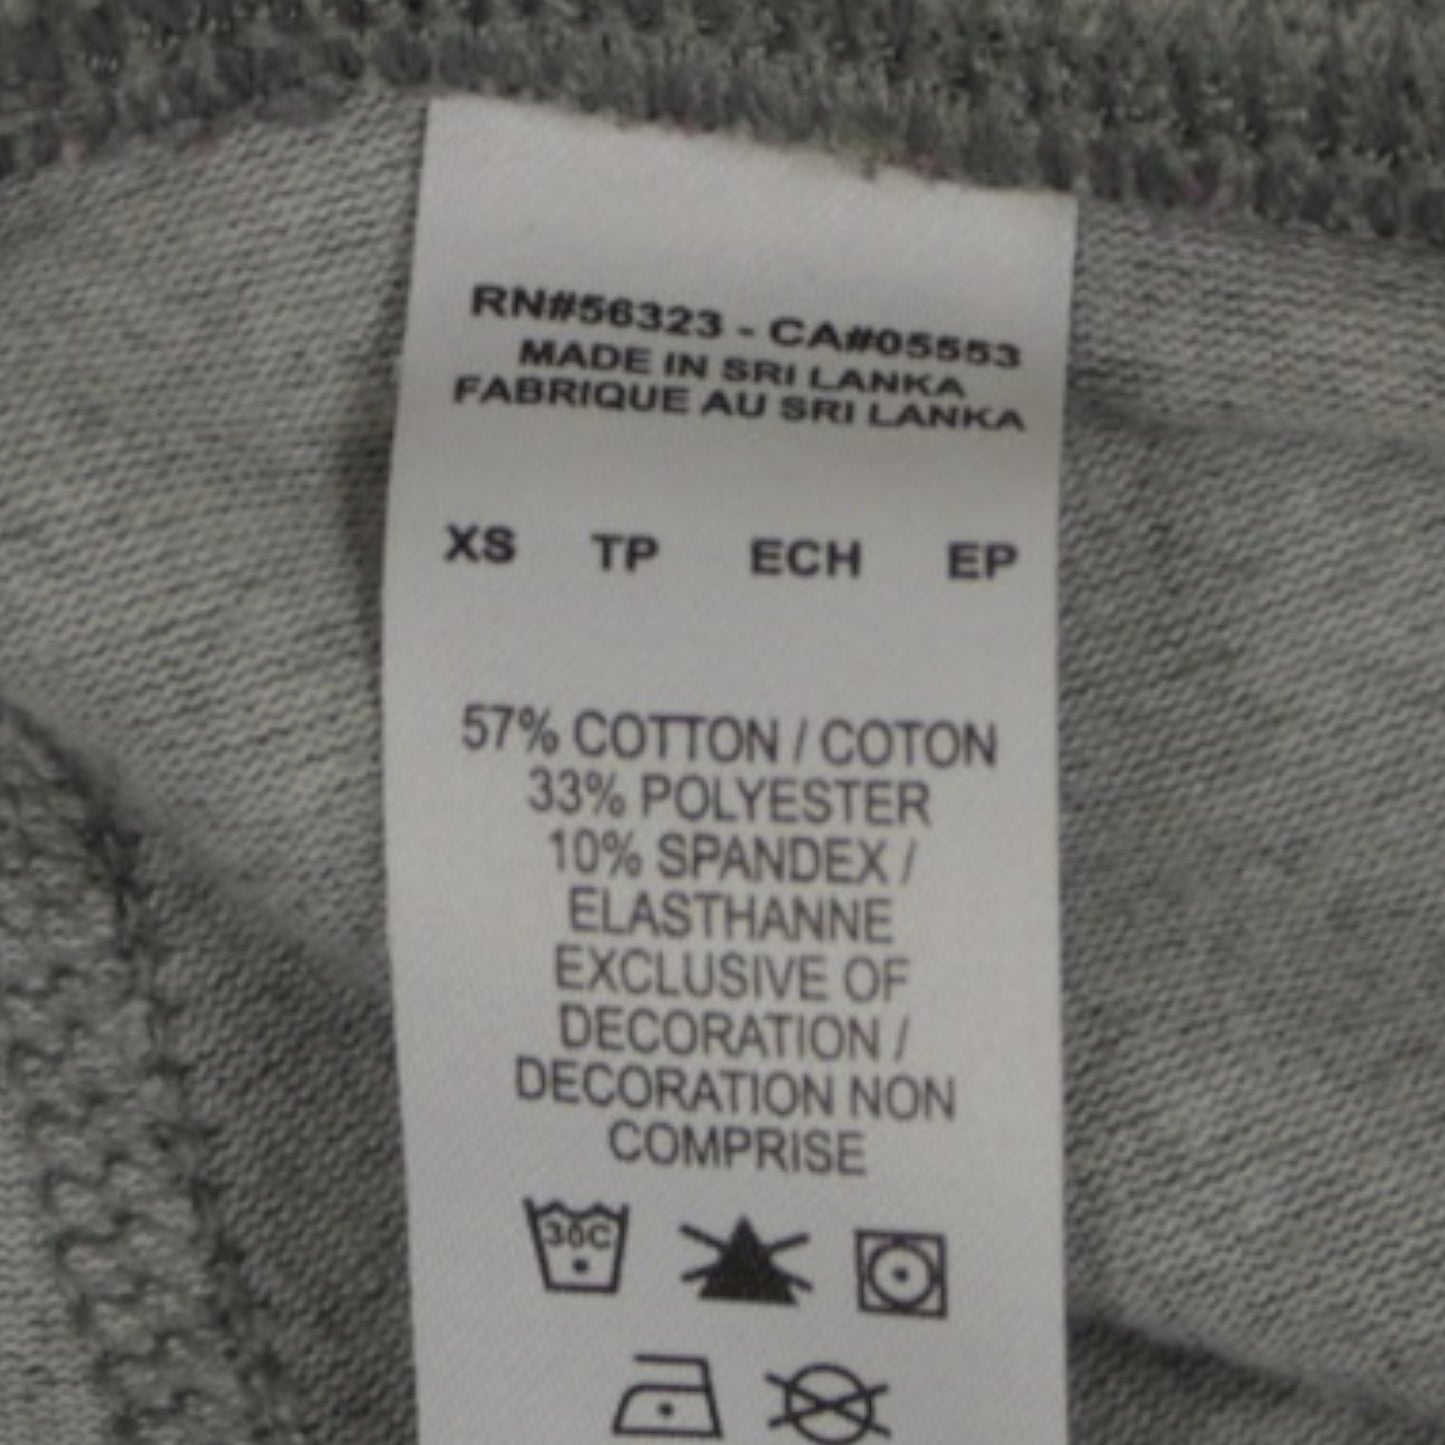 RN#56323 - CA#05553
MADE IN SRI LANKA
FABRIQUE AU SRI LANKA
XS TP ECH EP
57% COTTON / COTON
33% POLYESTER
10% SPANDEX /
ELASTHANNE
EXCLUSIVE OF
DECORATION /
DECORATION NON
COMPRISE
30C